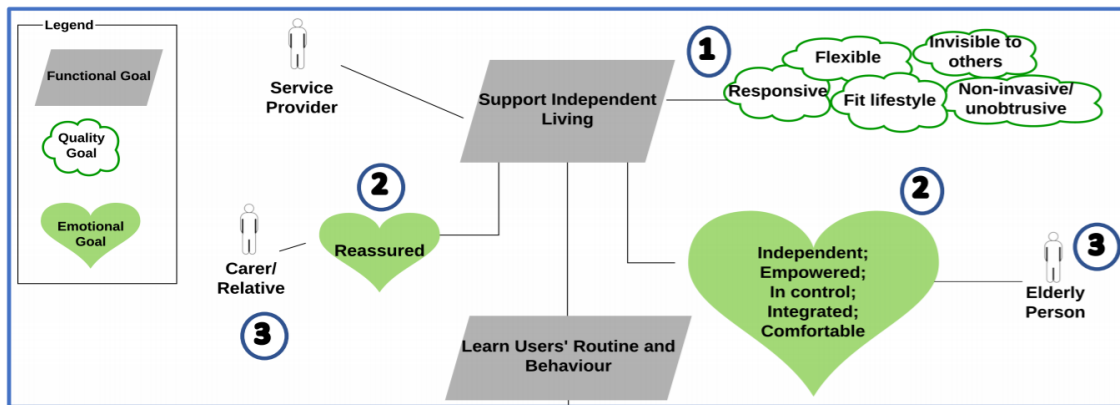 Legend
Functional Goal
Quality
Goal
Emotional
Goal
Service
Provider
Support Independent
Living
1
Flexible
Invisible to
others
Responsive
Fit lifestyle
Non-invasive/
unobtrusive
2
Reassured
Carer/
Relative
3
2
Independent;
Empowered;
In control;
Integrated;
Comfortable
3
Elderly
Person
Learn Users' Routine and
Behaviour